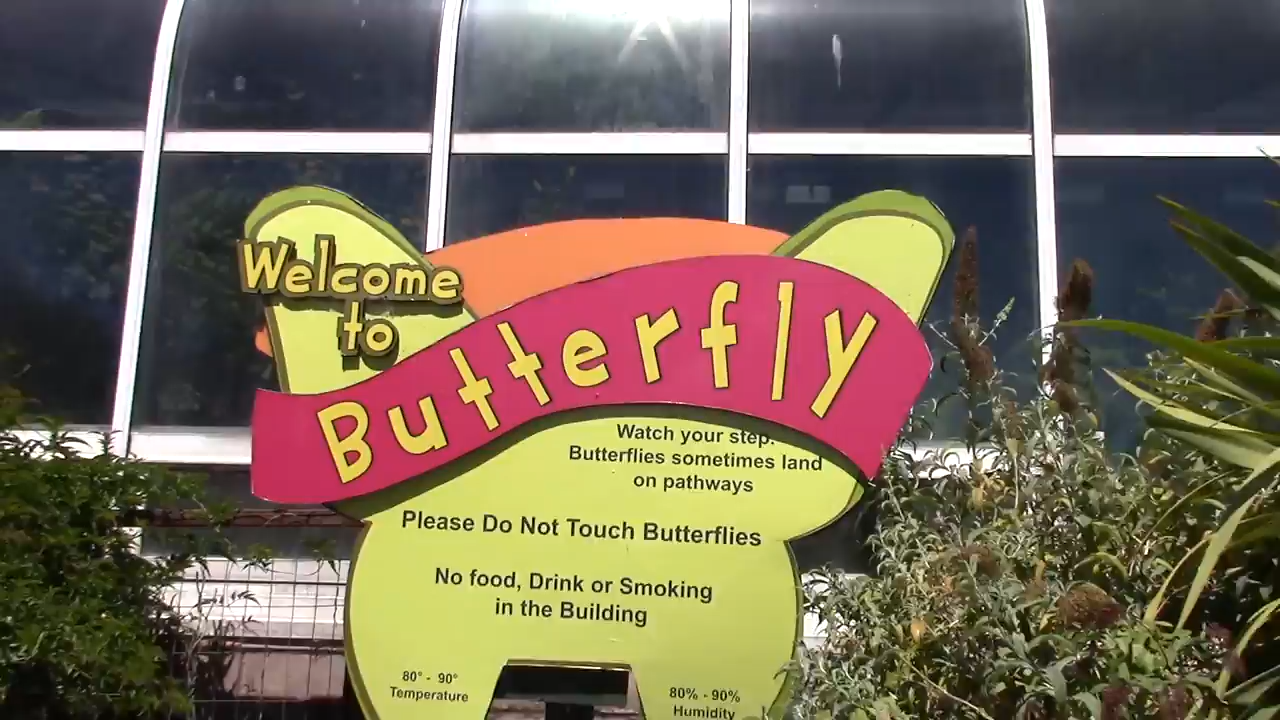 Welcome
to
Butterfly
Watch your step.
Butterflies sometimes land
on pathways
Please Do Not Touch Butterflies
No food, Drink or Smoking
in the Building
80° - 90°
Temperature
80% - 90%
Humidity